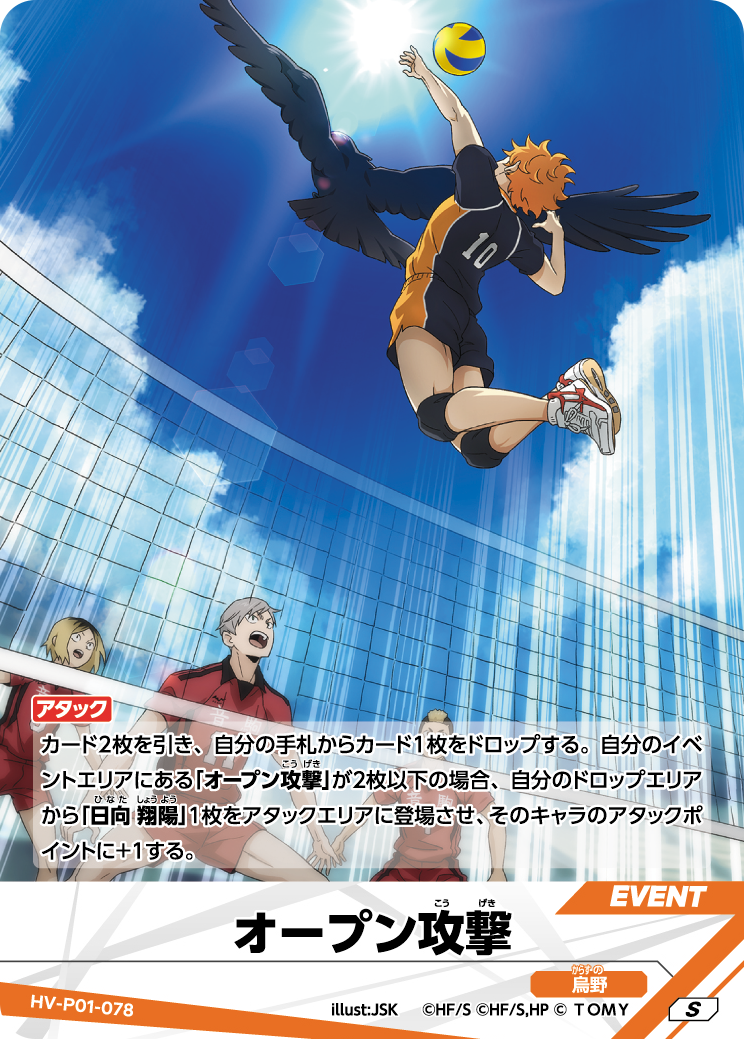 10
アタック
カード2枚を引き、自分の手札からカード1枚をドロップする。自分のイベ
ントエリアにある「オープン攻撃」が2枚以下の場合、自分のドロップエリア
から「日向 翔陽」1枚をアタックエリアに登場させ、そのキャラのアタックポ
イントに+1する。
EVENT
オープン攻撃
烏野
HV-P01-078
illust:JSK ©HF/S ©HF/S,HP © TOMY
S